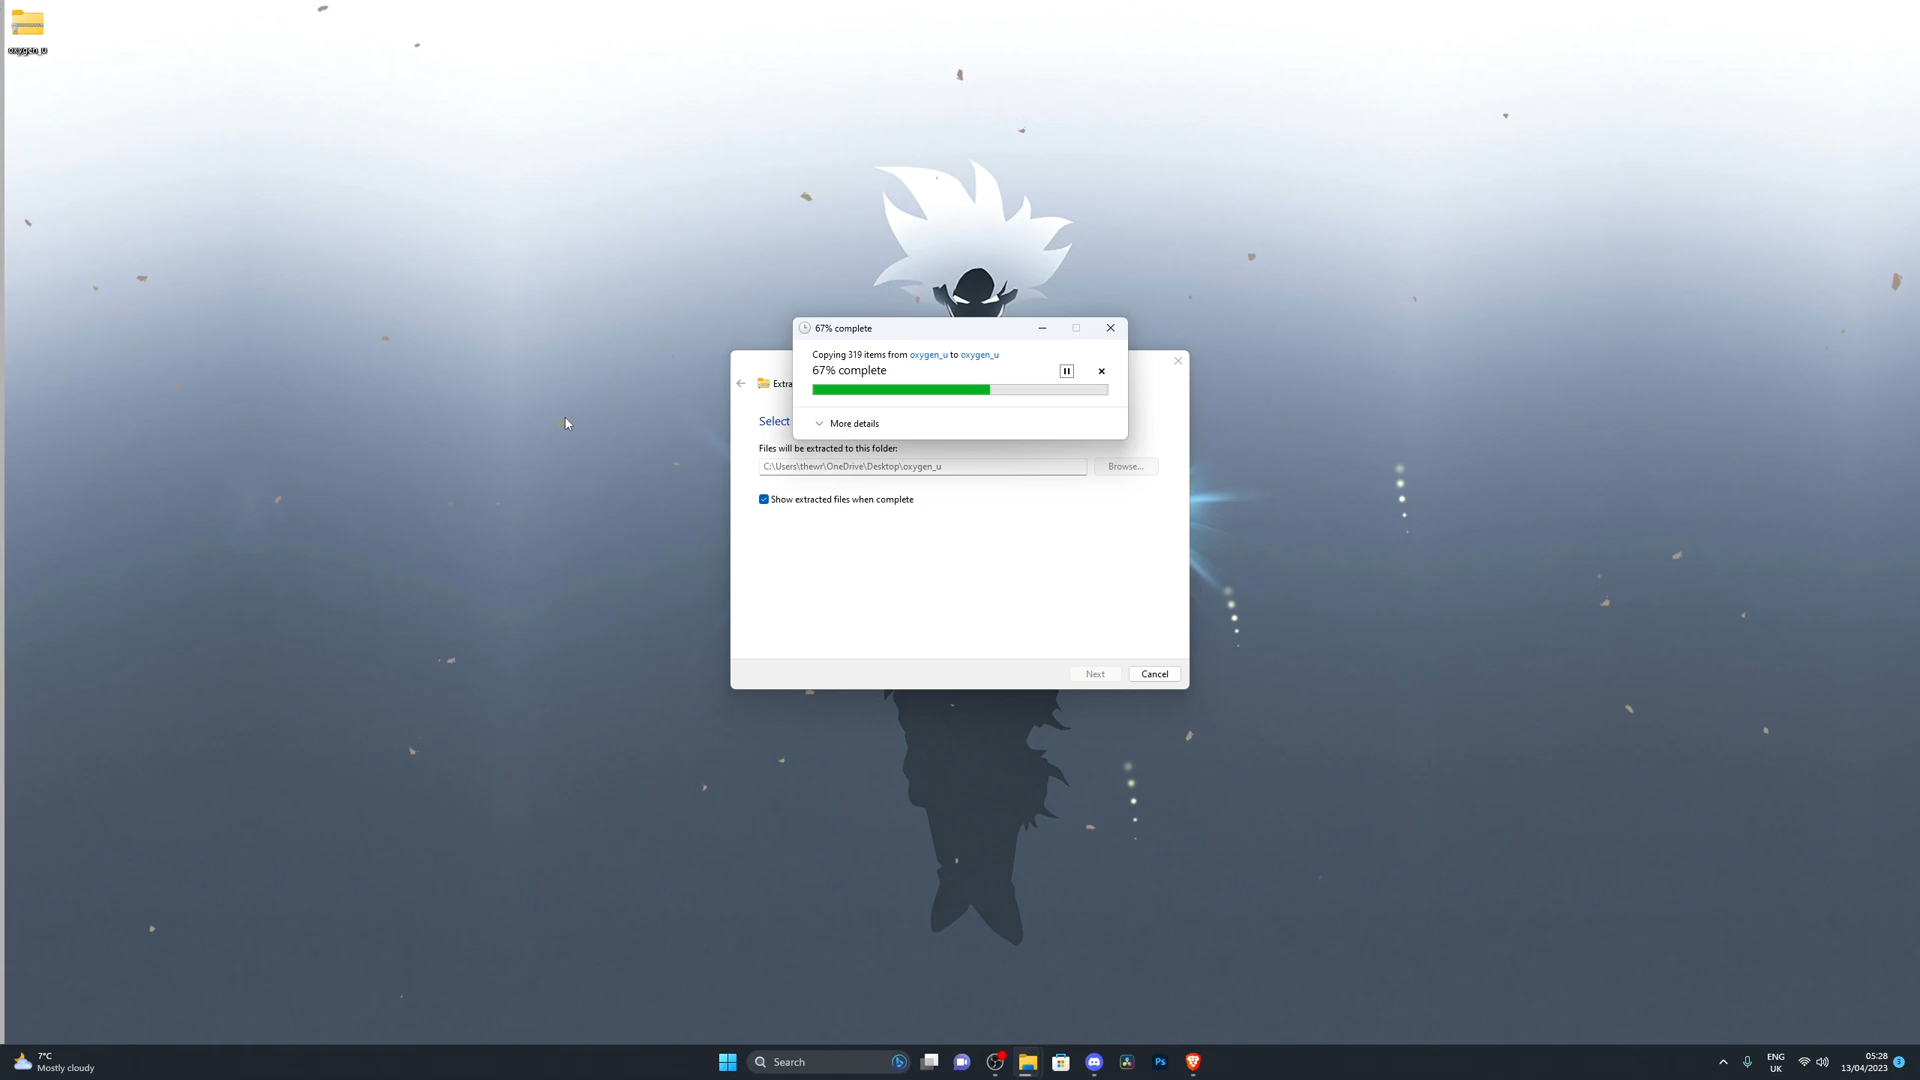 oxygen_u
67% complete
Copying 319 items from oxygen_u to oxygen_u
67% complete
More details
Extra
Select
Files will be extracted to this folder:
C:\Users\thewr\OneDrive\Desktop\oxygen_u
Browse...
Show extracted files when complete
Next
Cancel
7°C
Mostly cloudy
Search
Ps
ENG
UK
05:28
13/04/2023
3